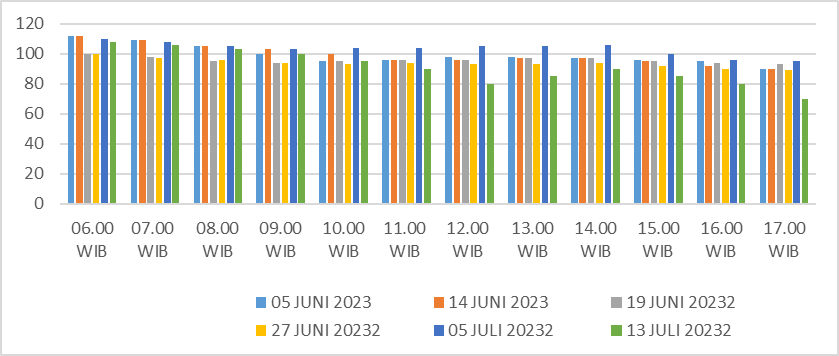 120
100
80
60
40
20
0
06.00 07.00 08.00 09.00 10.00 11.00 12.00 13.00 14.00 15.00 16.00 17.00
WIB WIB WIB WIB WIB WIB WIB WIB WIB WIB WIB WIB
05 JUNI 2023 14 JUNI 2023 19 JUNI 20232
27 JUNI 20232 05 JULI 20232 13 JULI 20232